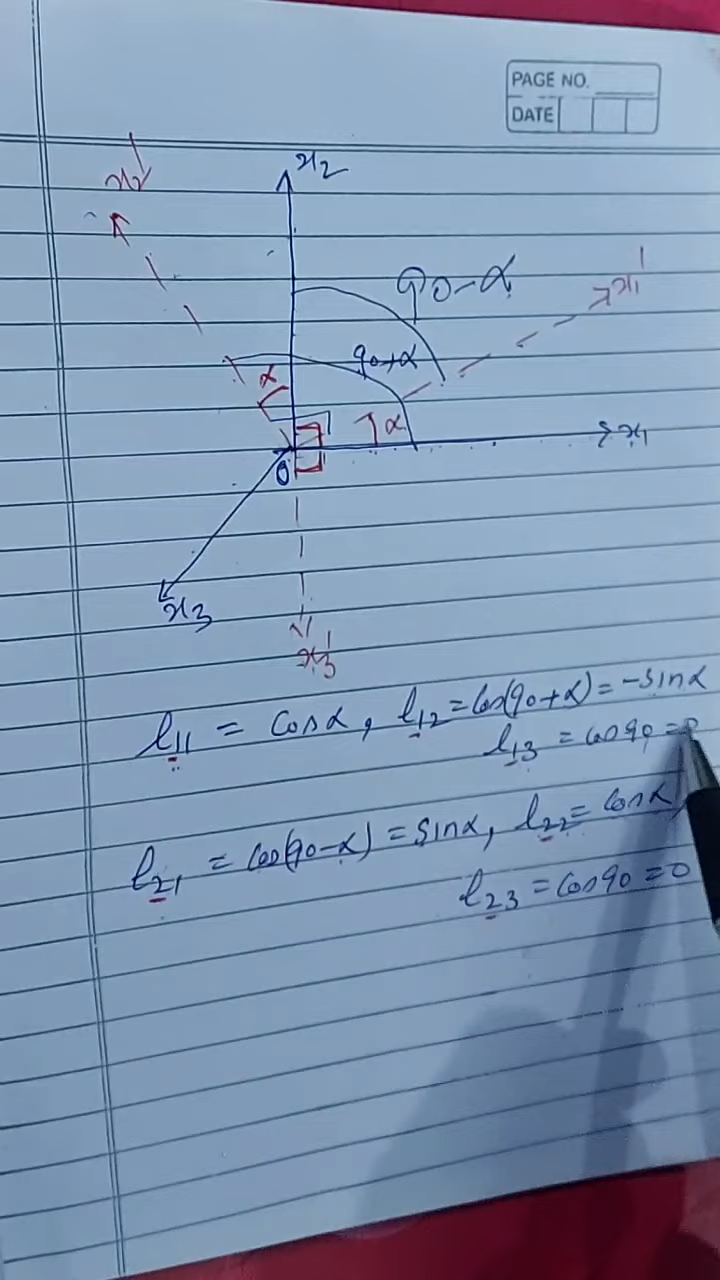 PAGE NO.
DATE
x₂'
x₂
90-α
x₁'
90+α
α
α
x₁
0
x₃
x₃'
l₁₁ = cosα, l₁₂ = cos(90+α) = -sinα
l₁₃ = cos90 = 0
l₂₁ = cos(90-α) = sinα, l₂₂ = cosα,
l₂₃ = cos90 = 0